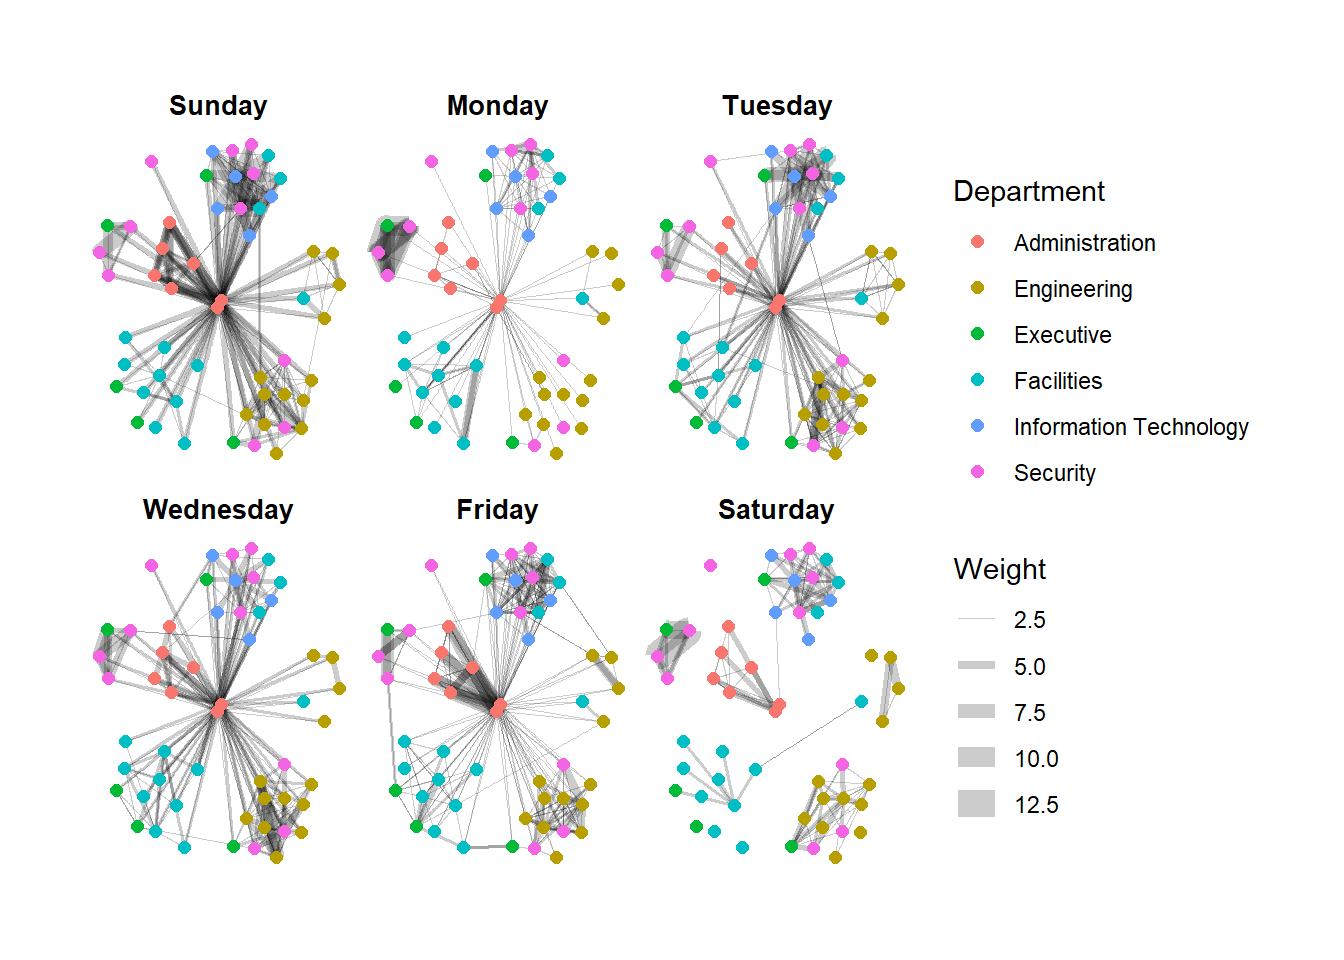 Sunday
Monday
Tuesday
Wednesday
Friday
Saturday
Department
Administration
Engineering
Executive
Facilities
Information Technology
Security
Weight
2.5
5.0
7.5
10.0
12.5